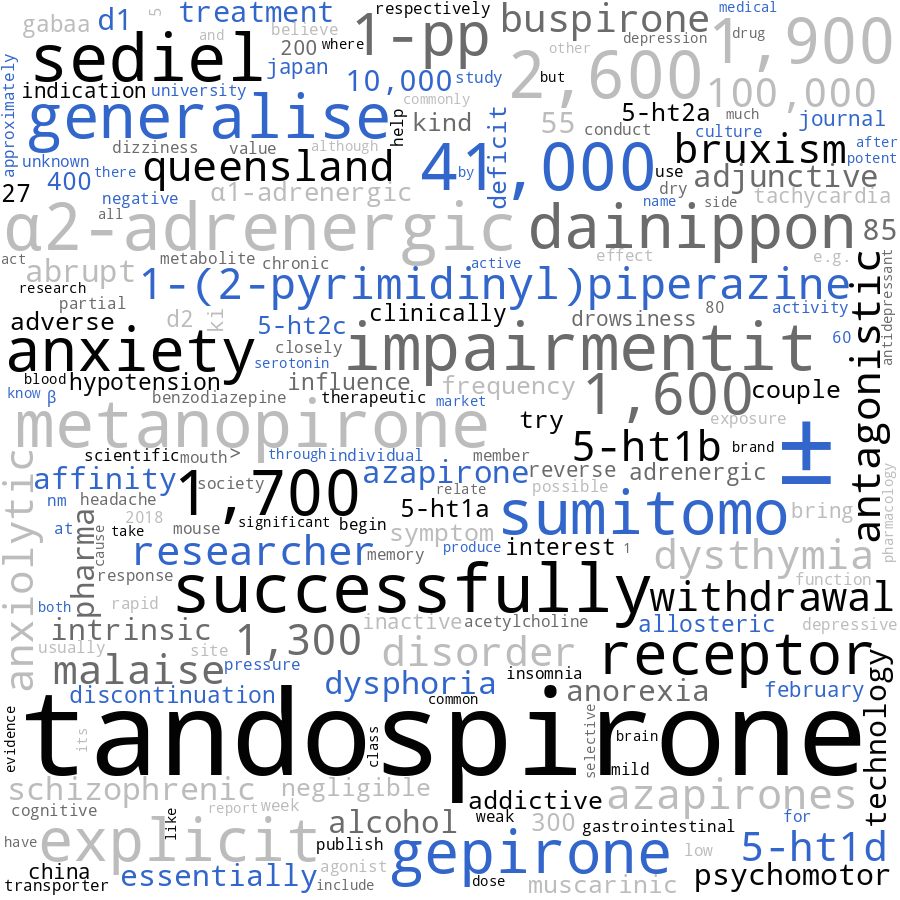 gabaa
d1
5
treatment
and
believe
1-pp
respectively
buspirone
medical
1,900
sediel
200
where
depression
drug
japan
other
2,600
indication
university
10,000
study
but
100,000
approximately
generalise
commonly
help
kind
deficit
5-ht2a
much
journal
55
conduct
culture
dizziness
value
although
41,000
by
bruxism
after
potent
unknown
400
there
queensland
use
adjunctive
27
negative
α1-adrenergic
dry
name
side
tachycardia
all
α2-adrenergic
dainippon
85
act
metabolite
chronic
active
effect
e.g.
abrupt
research
partial
1-(2-pyrimidinyl)piperazine
antagonistic
antidepressant
adverse
d2
ki
5-ht2c
clinically
drowsiness
80
activity
anxiety
closely
serotonin
impairmentit
60
blood
hypotension
influence
frequency
1,600
couple
know
β
benzodiazepine
therapeutic
market
metanopirone
try
exposure
5-ht1b
brand
±
scientific
mouth
>
through
individual
member
anxiolytic
affinity
1,700
society
azapirone
reverse
adrenergic
relate
possible
nm
headache
5-ht1a
sumitomo
bring
pharmacology
at
pharma
cause
2018
take
mouse
significant
begin
symptom
researcher
memory
produce
interest
1
dysthymia
response
successfully
function
both
rapid
withdrawal
intrinsic
1,300
inactive
acetylcholine
allosteric
depressive
usually
site
disorder
receptor
malaise
pressure
insomnia
technology
discontinuation
dysphoria
common
anorexia
february
evidence
its
tandospirone
class
selective
brain
mild
schizophrenic
negligible
addictive
azapirones
cognitive
like
report
week
alcohol
weak
300
gastrointestinal
for
have
explicit
publish
gepirone
low
5-ht1d
china
agonist
transporter
essentially
include
dose
muscarinic
psychomotor